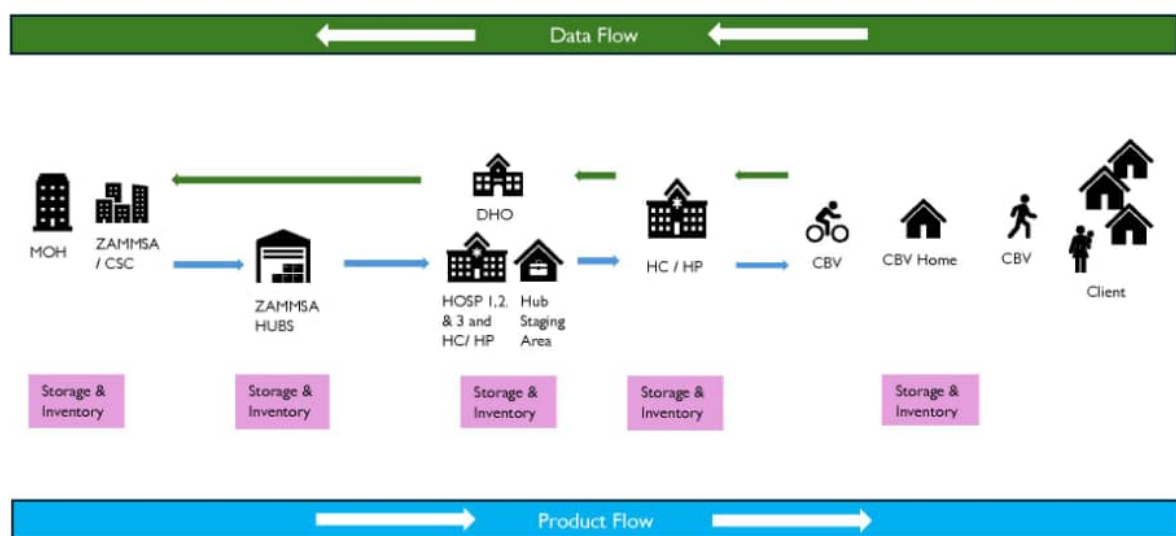 Data Flow
DHO
MOH
ZAMMSA
/ CSC
ZAMMSA
HUBS
HOSP 1,2,
& 3 and
HC/ HP
Hub
Staging
Area
HC / HP
CBV
CBV Home
CBV
Client
Storage &
Inventory
Storage &
Inventory
Storage &
Inventory
Storage &
Inventory
Storage &
Inventory
Product Flow